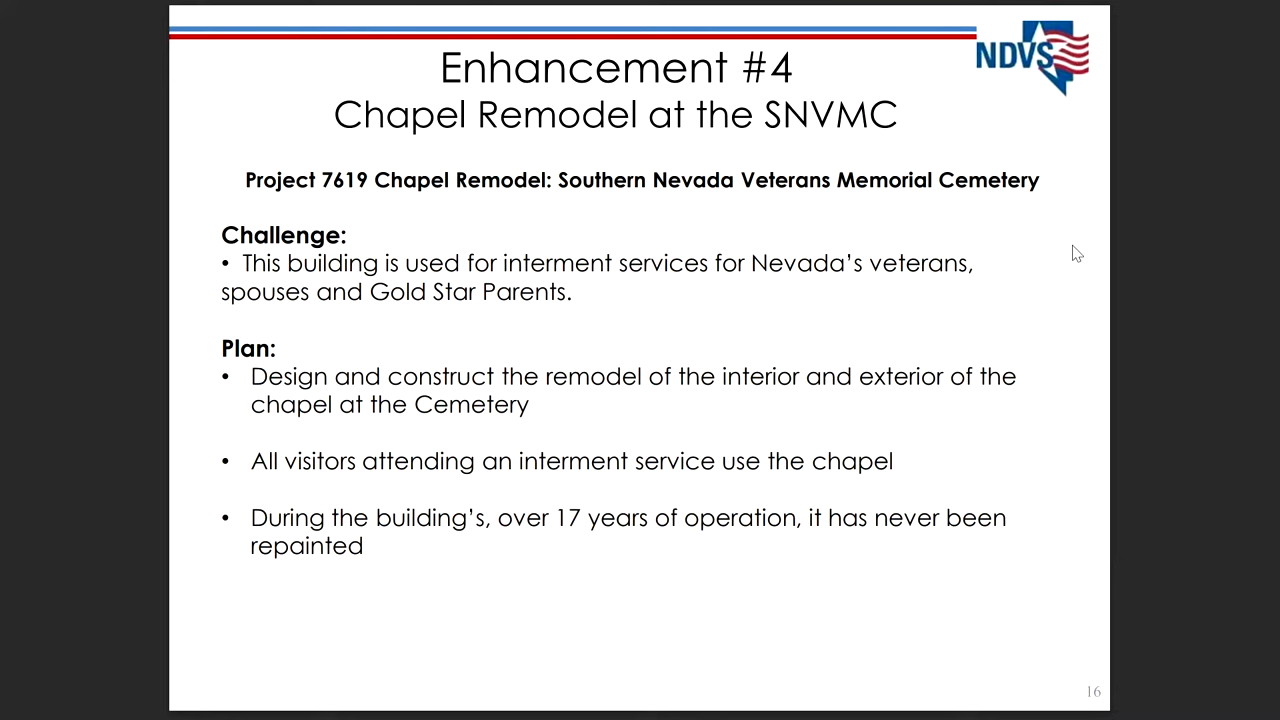 NDVS
Enhancement #4
Chapel Remodel at the SNVMC
Project 7619 Chapel Remodel: Southern Nevada Veterans Memorial Cemetery
Challenge:
• This building is used for interment services for Nevada’s veterans,
spouses and Gold Star Parents.
Plan:
• Design and construct the remodel of the interior and exterior of the
chapel at the Cemetery
• All visitors attending an interment service use the chapel
• During the building’s, over 17 years of operation, it has never been
repainted
16